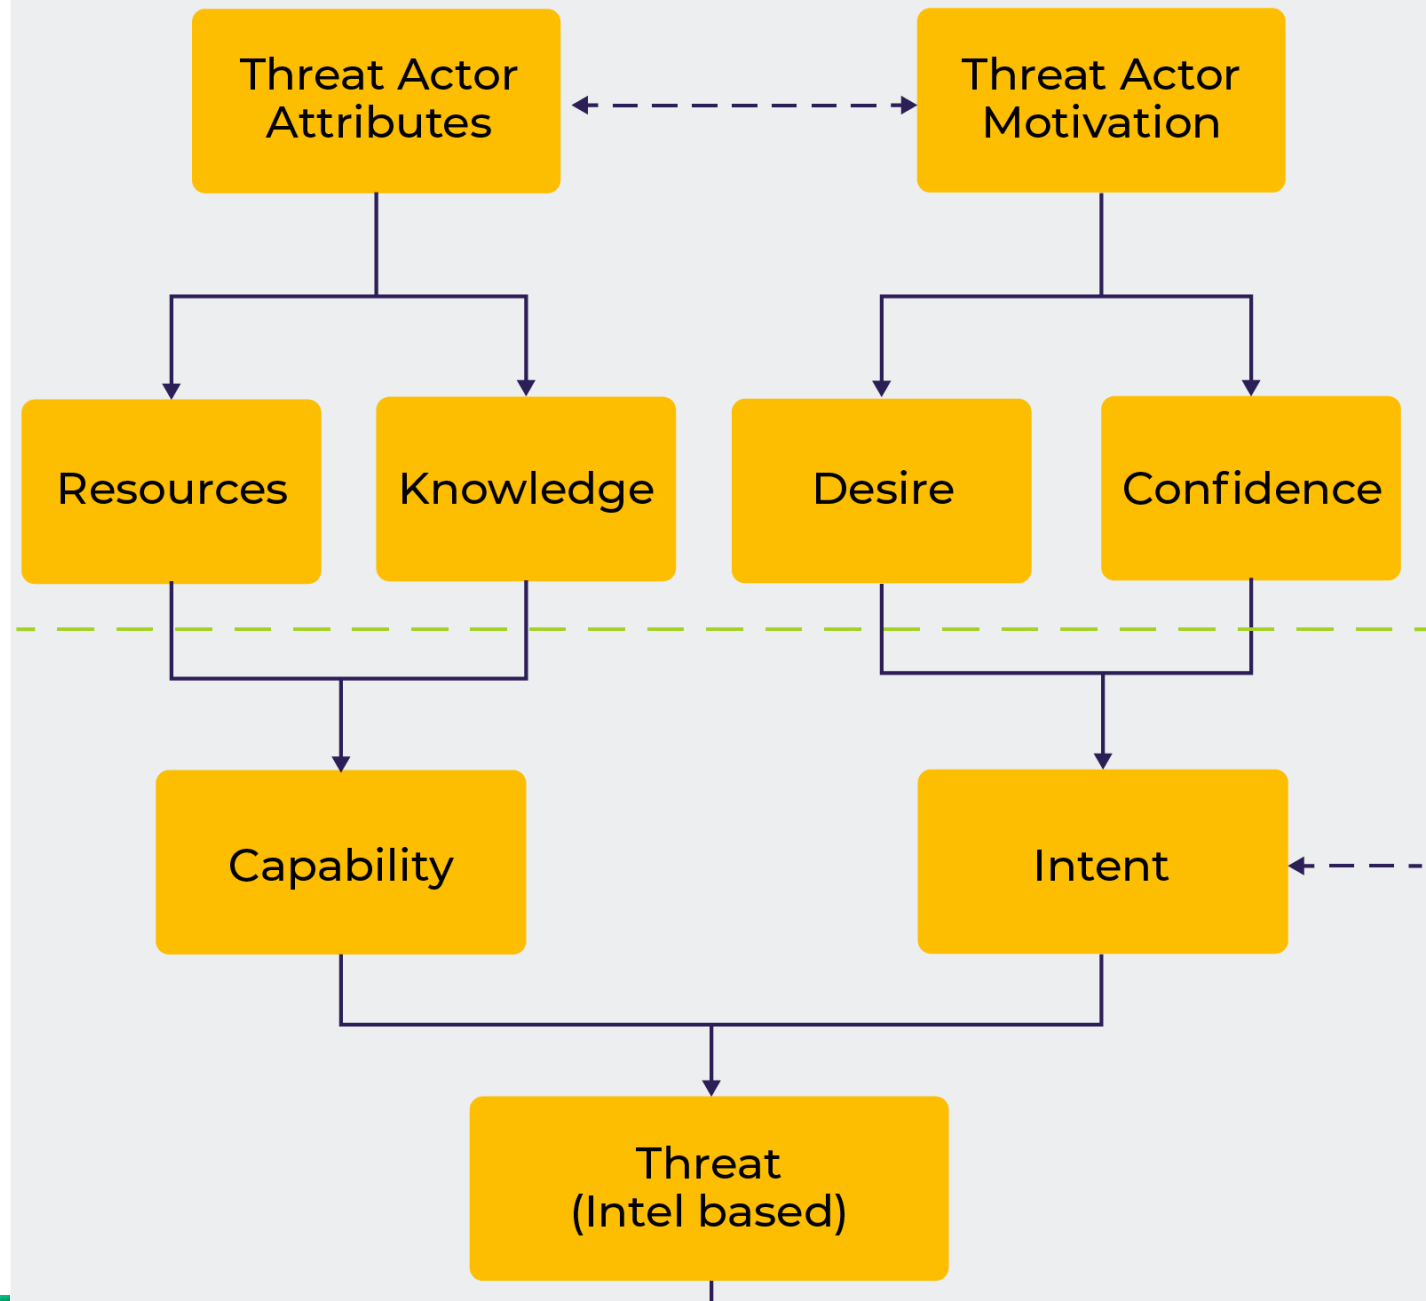 Threat Actor
Attributes
Threat Actor
Motivation
Resources
Knowledge
Desire
Confidence
Capability
Intent
Threat
(Intel based)